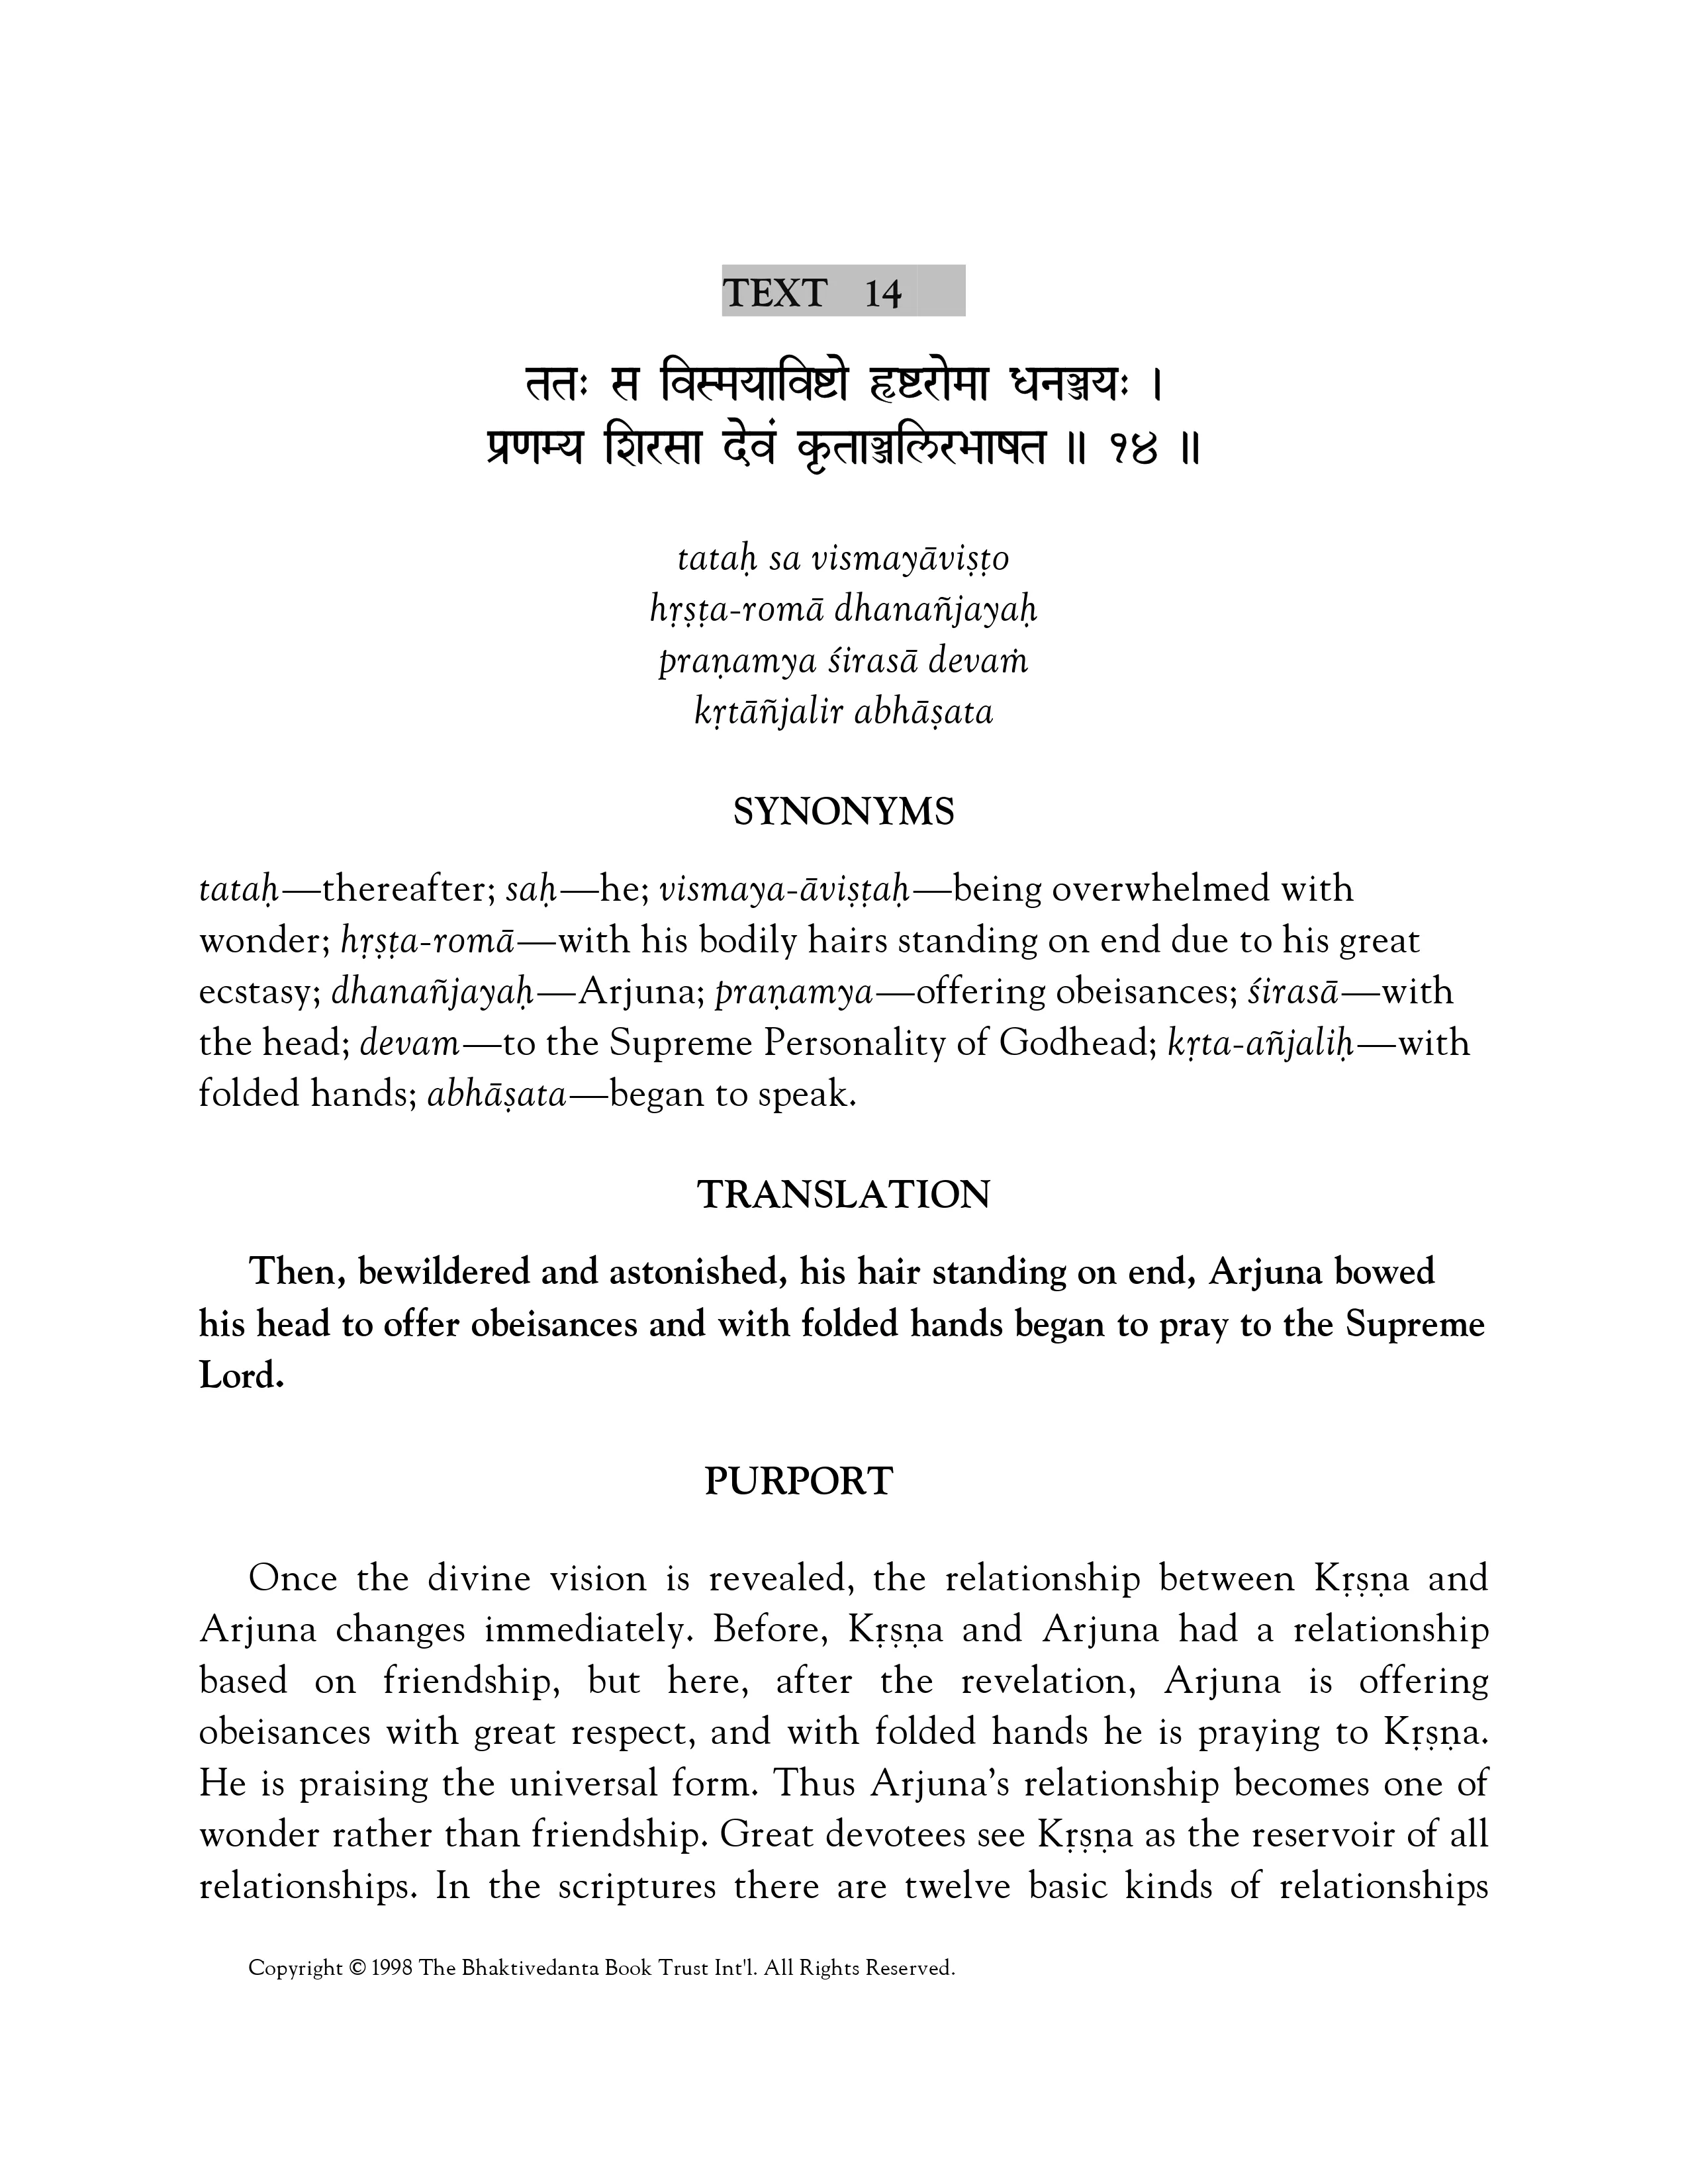 TEXT 14
ततः स विस्मयाविष्टो हृष्टरोमा धनञ्जयः ।
प्रणम्य शिरसा देवं कृताञ्जलिरभाषत ॥ १४ ॥
tataḥ sa vismayāviṣṭo
hṛṣṭa-romā dhanañjayaḥ
praṇamya śirasā devaṁ
kṛtāñjalir abhāṣata
SYNONYMS
tataḥ—thereafter; saḥ—he; vismaya-āviṣṭaḥ—being overwhelmed with
wonder; hṛṣṭa-romā—with his bodily hairs standing on end due to his great
ecstasy; dhanañjayaḥ—Arjuna; praṇamya—offering obeisances; śirasā—with
the head; devam—to the Supreme Personality of Godhead; kṛta-añjaliḥ—with
folded hands; abhāṣata—began to speak.
TRANSLATION
Then, bewildered and astonished, his hair standing on end, Arjuna bowed
his head to offer obeisances and with folded hands began to pray to the Supreme
Lord.
PURPORT
Once the divine vision is revealed, the relationship between Kṛṣṇa and
Arjuna changes immediately. Before, Kṛṣṇa and Arjuna had a relationship
based on friendship, but here, after the revelation, Arjuna is offering
obeisances with great respect, and with folded hands he is praying to Kṛṣṇa.
He is praising the universal form. Thus Arjuna’s relationship becomes one of
wonder rather than friendship. Great devotees see Kṛṣṇa as the reservoir of all
relationships. In the scriptures there are twelve basic kinds of relationships
Copyright © 1998 The Bhaktivedanta Book Trust Int'l. All Rights Reserved.